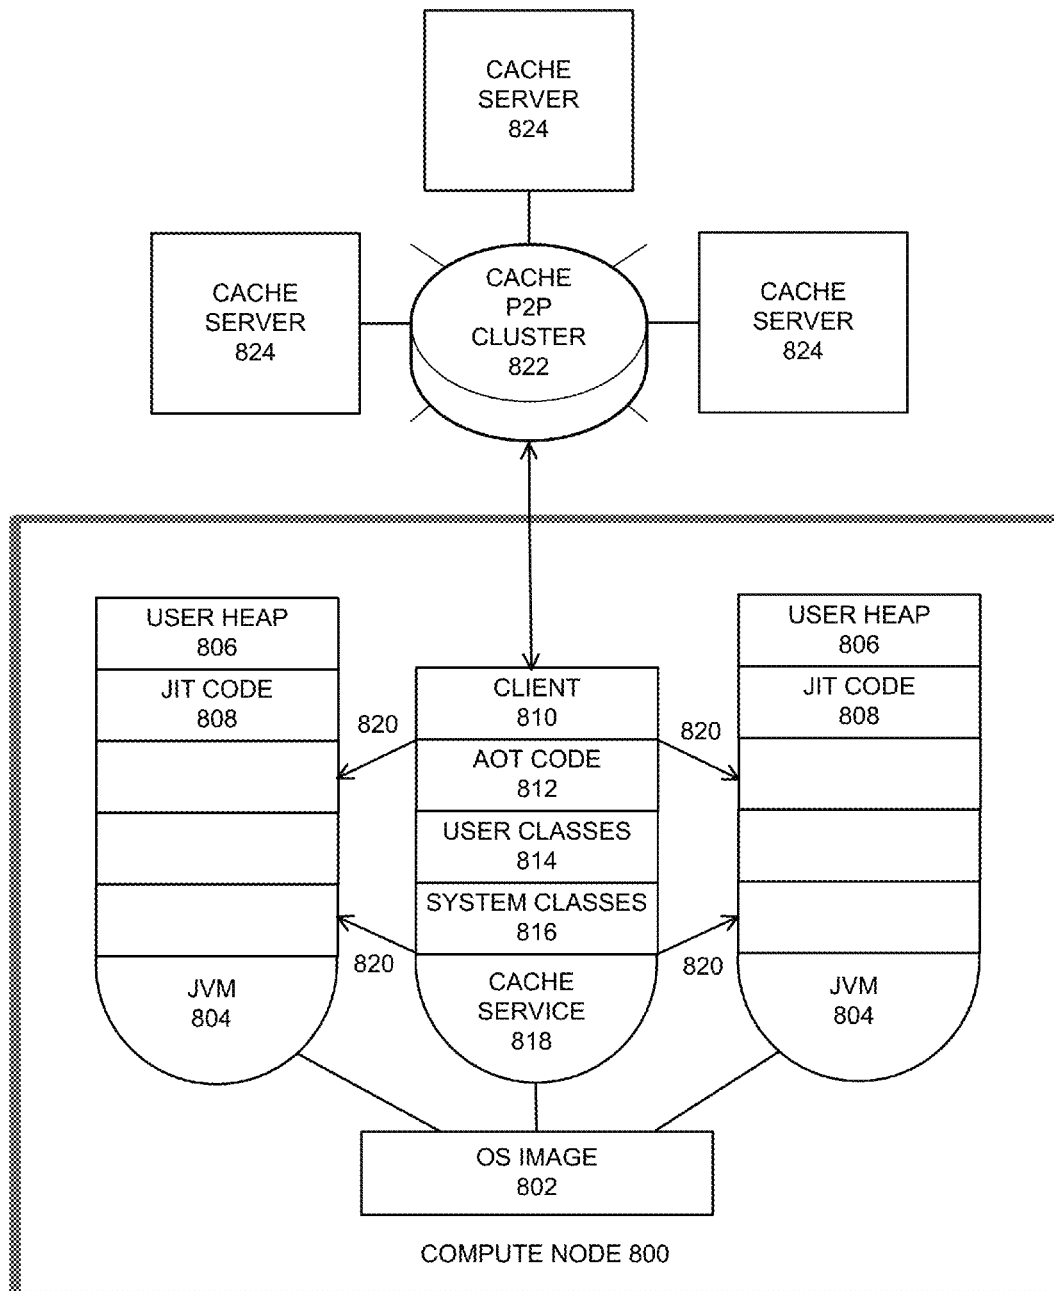 CACHE
SERVER
824
CACHE
SERVER
824
CACHE
P2P
CLUSTER
822
CACHE
SERVER
824
USER HEAP
806
JIT CODE
808
JVM
804
820
820
CLIENT
810
AOT CODE
812
USER CLASSES
814
SYSTEM CLASSES
816
CACHE
SERVICE
818
820
820
USER HEAP
806
JIT CODE
808
JVM
804
OS IMAGE
802
COMPUTE NODE 800